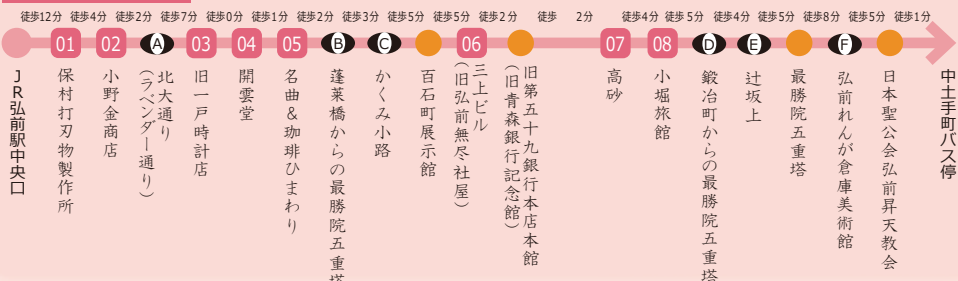 徒歩12分 徒歩4分 徒歩2分 徒歩7分 徒歩0分 徒歩1分 徒歩2分 徒歩3分 徒歩5分 徒歩5分 徒歩2分 徒歩 2分 徒歩4分 徒歩5分 徒歩4分 徒歩5分 徒歩8分 徒歩5分 徒歩1分
01 02 A 03 04 05 B C 06 07 08 D E F
JR弘前駅中央口
保村打刃物製作所
小野金商店
北大通り
(ラベンダー通り)
旧一戸時計店
開雲堂
名曲&珈琲ひまわり
蓬莱橋からの最勝院五重塔
かくみ小路
百石町展示館
三上ビル
(旧弘前無尽社屋)
旧第五十九銀行本店本館
(旧青森銀行記念館)
高砂
小堀旅館
鍛冶町からの最勝院五重塔
辻坂上
最勝院五重塔
弘前れんが倉庫美術館
日本聖公会弘前昇天教会
中土手町バス停